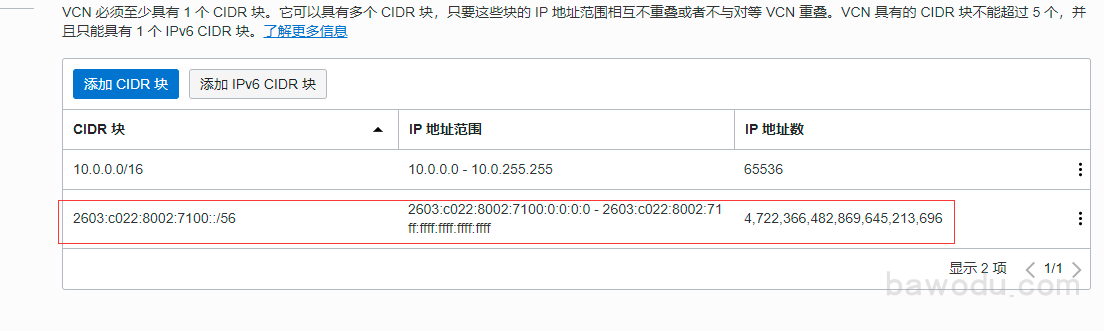 VCN 必须至少具有 1 个 CIDR 块。它可以具有多个 CIDR 块，只要这些块的 IP 地址范围相互不重叠或者不与对等 VCN 重叠。VCN 具有的 CIDR 块不能超过 5 个，并
且只能具有 1 个 IPv6 CIDR 块。了解更多信息
添加 CIDR 块 添加 IPv6 CIDR 块
CIDR 块 IP 地址范围 IP 地址数
10.0.0.0/16 10.0.0.0 - 10.0.255.255 65536
2603:c022:8002:7100::/56 2603:c022:8002:7100:0:0:0:0 - 2603:c022:8002:71 4,722,366,482,869,645,213,696
ff:ffff:ffff:ffff:ffff
显示 2 项 1/1
bawodu.com